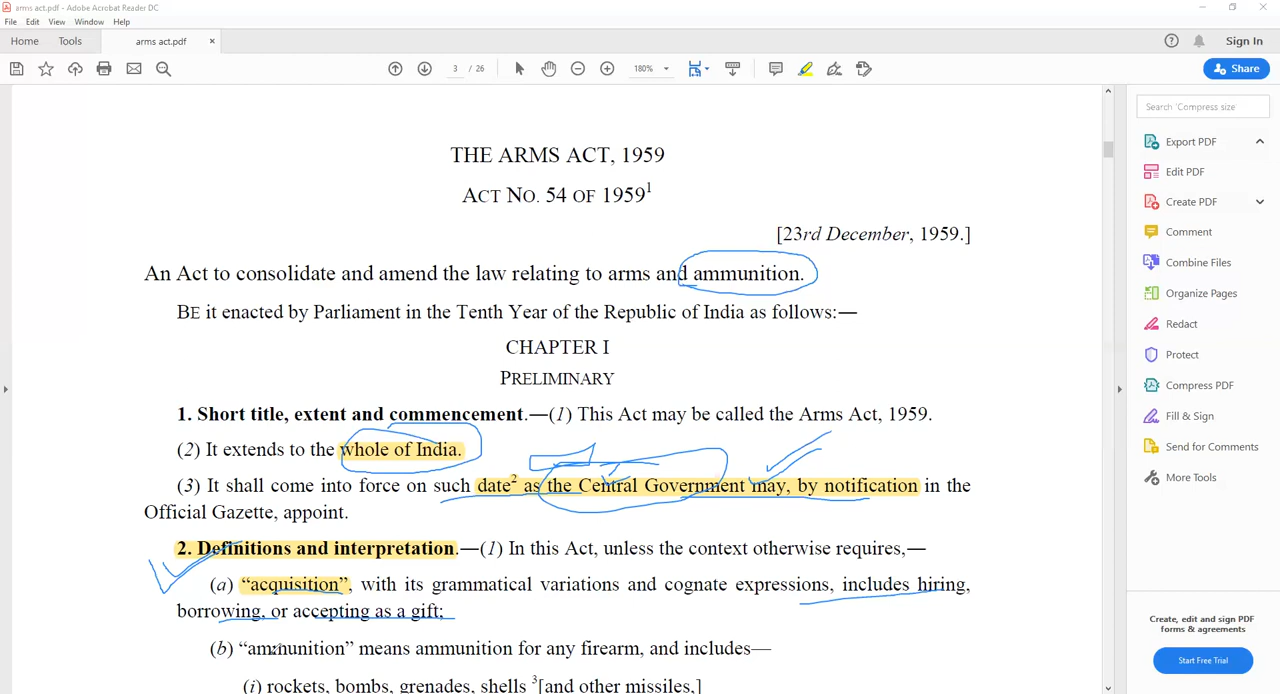 arms act.pdf - Adobe Acrobat Reader DC
File Edit View Window Help
Home Tools arms act.pdf × Sign In
3 / 26 180% Share
THE ARMS ACT, 1959
ACT NO. 54 OF 1959¹
[23rd December, 1959.]
An Act to consolidate and amend the law relating to arms and ammunition.
BE it enacted by Parliament in the Tenth Year of the Republic of India as follows:—
CHAPTER I
PRELIMINARY
1. Short title, extent and commencement.—(1) This Act may be called the Arms Act, 1959.
(2) It extends to the whole of India.
(3) It shall come into force on such date² as the Central Government may, by notification in the
Official Gazette, appoint.
2. Definitions and interpretation.—(1) In this Act, unless the context otherwise requires,—
(a) “acquisition”, with its grammatical variations and cognate expressions, includes hiring,
borrowing, or accepting as a gift;
(b) “ammunition” means ammunition for any firearm, and includes—
(i) rockets, bombs, grenades, shells ³[and other missiles,]
Search 'Compress size'
Export PDF
Edit PDF
Create PDF
Comment
Combine Files
Organize Pages
Redact
Protect
Compress PDF
Fill & Sign
Send for Comments
More Tools
Create, edit and sign PDF
forms & agreements
Start Free Trial